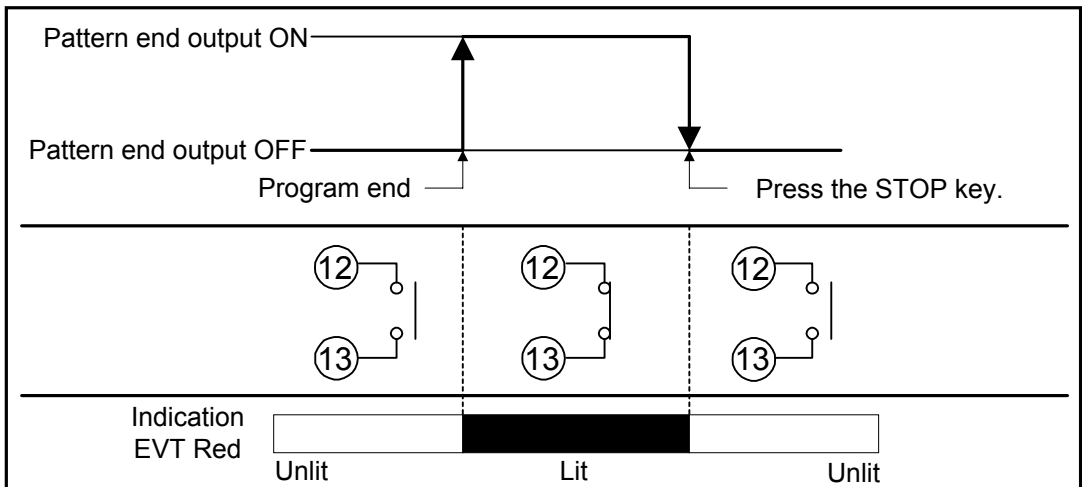 Pattern end output ON
Pattern end output OFF
Program end
Press the STOP key.
12 12 12
13 13 13
Indication
EVT Red
Unlit Lit Unlit